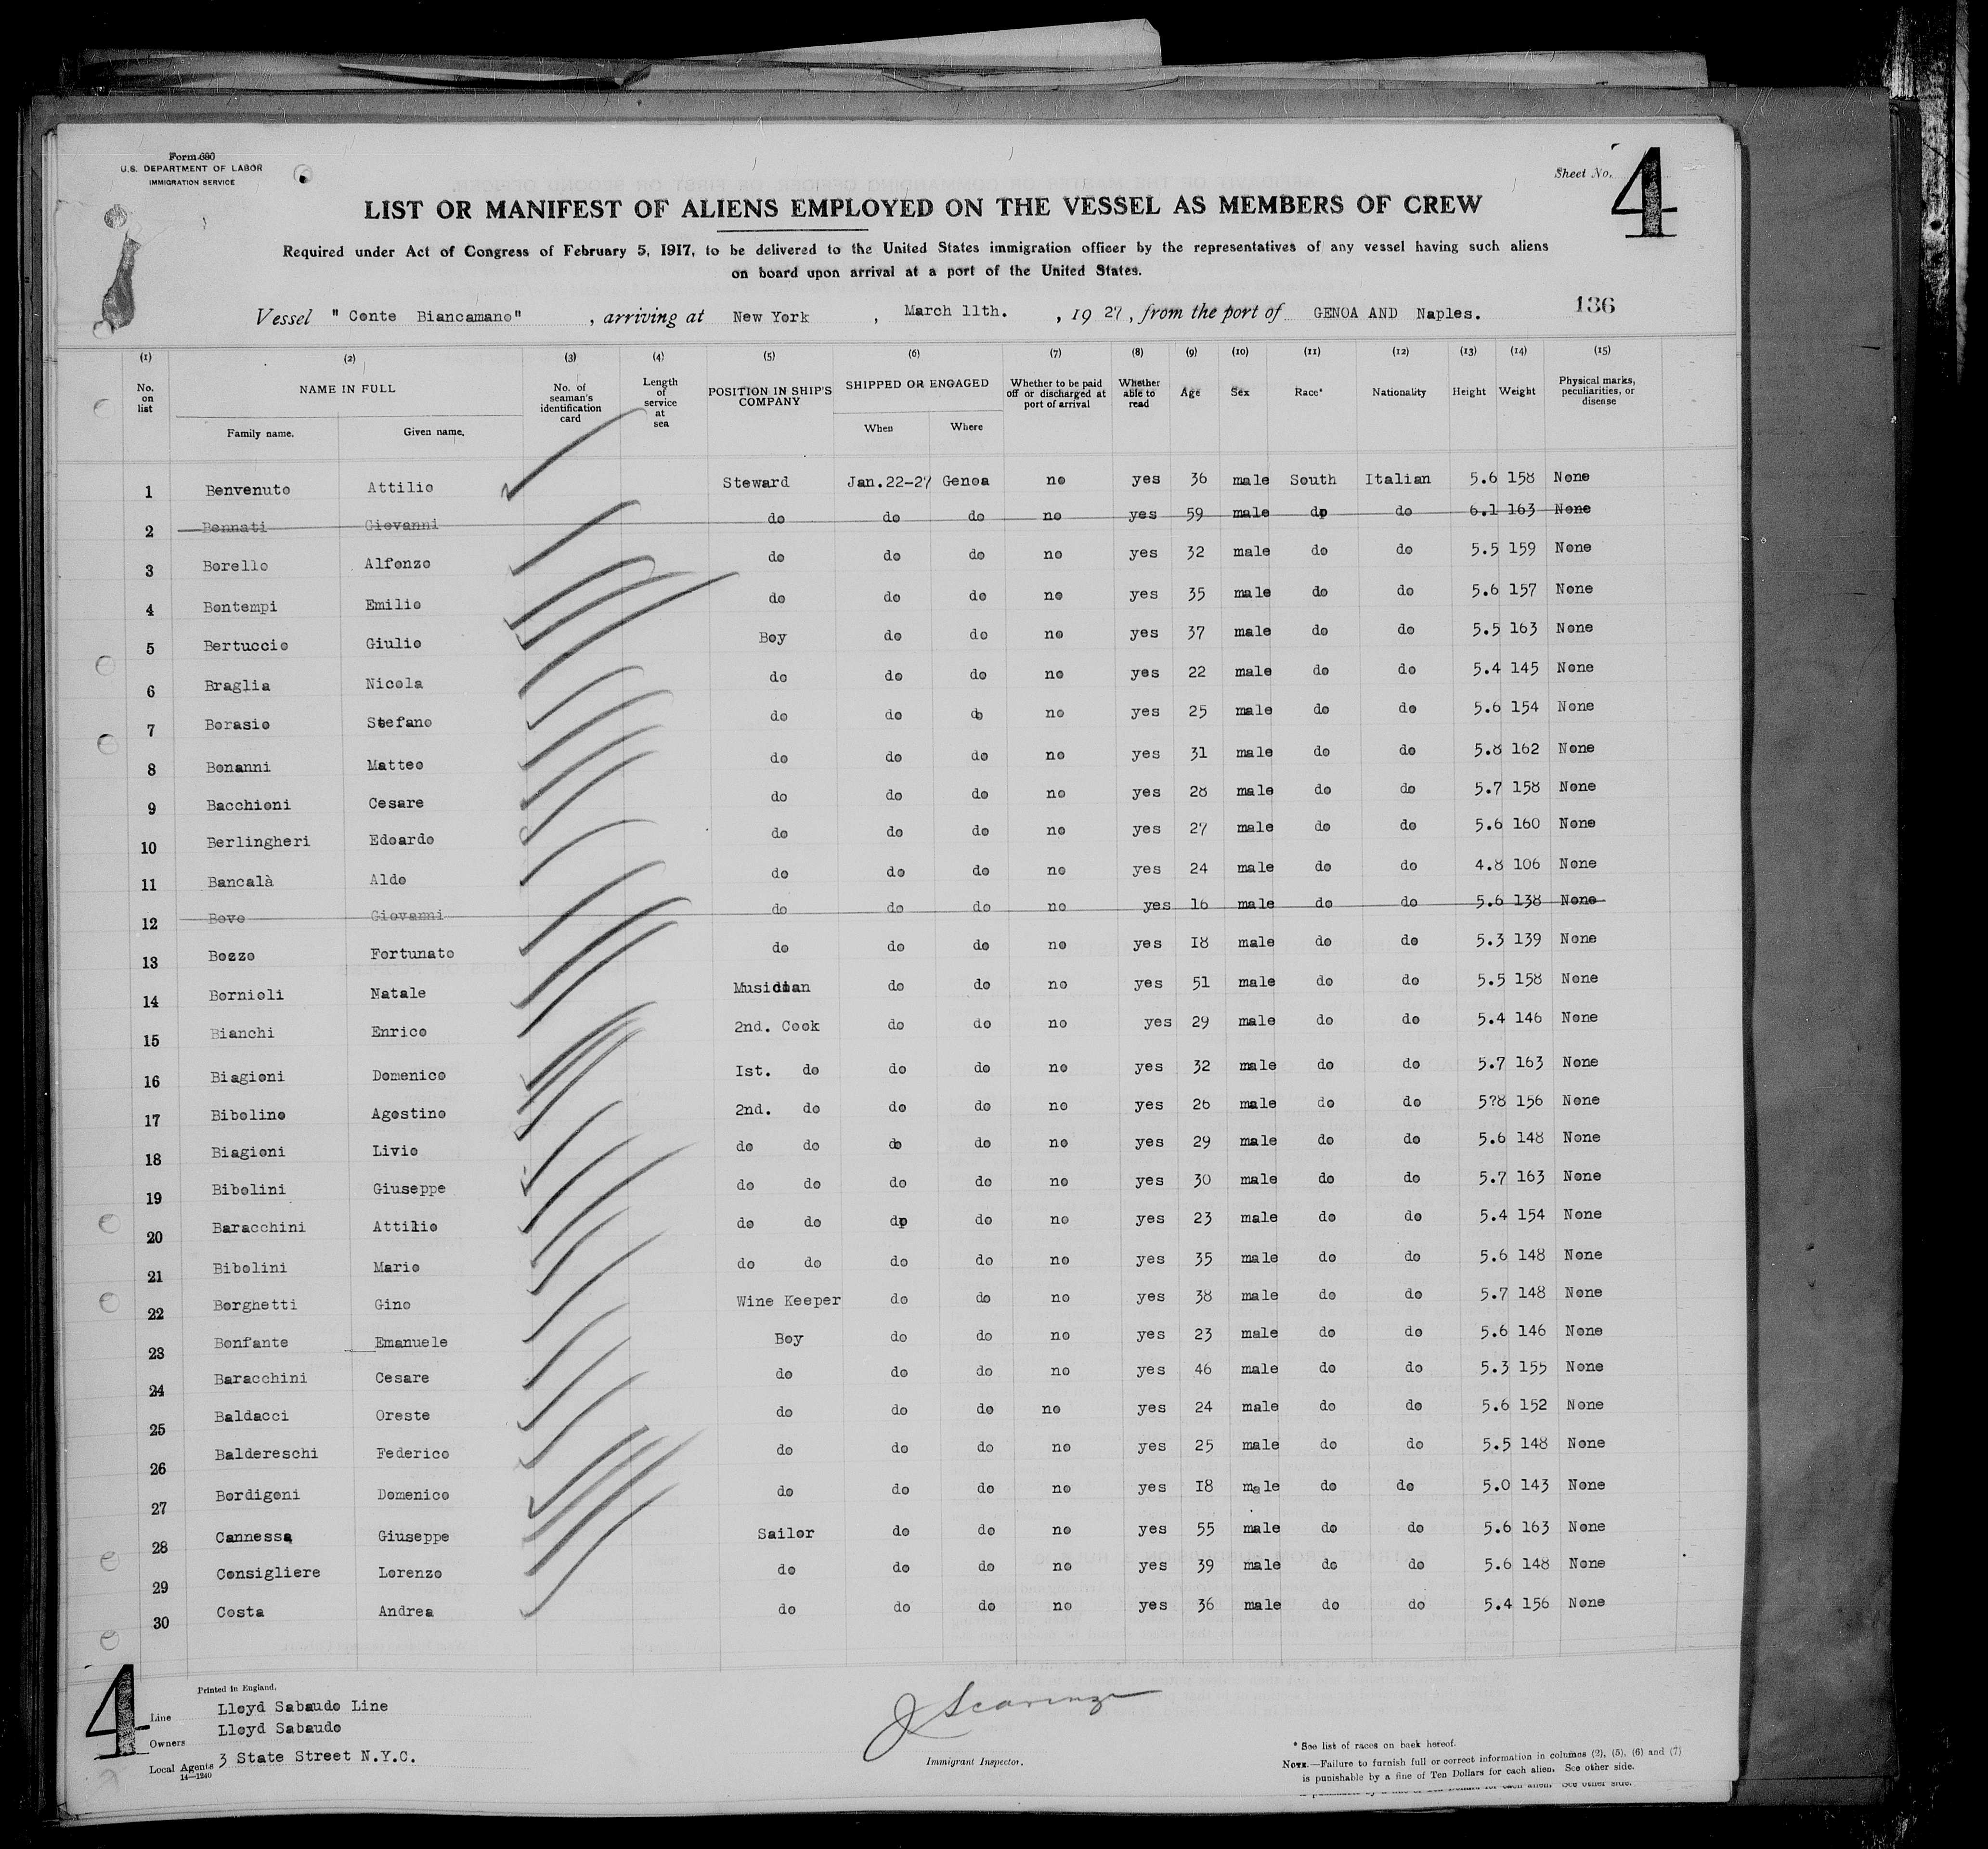 Form 680
U.S. DEPARTMENT OF LABOR
IMMIGRATION SERVICE
Sheet No. 4
LIST OR MANIFEST OF ALIENS EMPLOYED ON THE VESSEL AS MEMBERS OF CREW
Required under Act of Congress of February 5, 1917, to be delivered to the United States immigration officer by the representatives of any vessel having such aliens
on board upon arrival at a port of the United States.
Vessel " Conte Biancamano" , arriving at New York , March 11th. , 19 27 , from the port of GENOA AND Naples. 136
(1) (2) (3) (4) (5) (6) (7) (8) (9) (10) (11) (12) (13) (14) (15)
No. on list NAME IN FULL No. of seaman's identification card Length of service at sea POSITION IN SHIP'S COMPANY SHIPPED OR ENGAGED Whether to be paid off or discharged at port of arrival Whether able to read Age Sex Race* Nationality Height Weight Physical marks, peculiarities, or disease
Family name. Given name. When Where
1 Benvenuto Attilio Steward Jan.22-27 Genoa no yes 36 male South Italian 5.6 158 None
2 Bennati Giovanni do do do no yes 59 male dp do 6.1 163 None
3 Borello Alfonzo do do do no yes 32 male do do 5.5 159 None
4 Bontempi Emilio do do do no yes 35 male do do 5.6 157 None
5 Bertuccio Giulio Boy do do no yes 37 male do do 5.5 163 None
6 Braglia Nicola do do do no yes 22 male do do 5.4 145 None
7 Borasio Stefano do do do no yes 25 male do do 5.6 154 None
8 Bonanni Matteo do do do no yes 31 male do do 5.8 162 None
9 Bacchioni Cesare do do do no yes 28 male do do 5.7 158 None
10 Berlingheri Edoardo do do do no yes 27 male do do 5.6 160 None
11 Bancalà Aldo do do do no yes 24 male do do 4.8 106 None
12 Bovo Giovanni do do do no yes 16 male do do 5.6 138 None
13 Bozzo Fortunato do do do no yes 18 male do do 5.3 139 None
14 Bornioli Natale Musician do do no yes 51 male do do 5.5 158 None
15 Bianchi Enrico 2nd. Cook do do no yes 29 male do do 5.4 146 None
16 Biagioni Domenico Ist. do do do no yes 32 male do do 5.7 163 None
17 Bibolino Agostino 2nd. do do do no yes 26 male do do 5?8 156 None
18 Biagioni Livio do do do do no yes 29 male do do 5.6 148 None
19 Bibolini Giuseppe do do do do no yes 30 male do do 5.7 163 None
20 Baracchini Attilio do do dp do no yes 23 male do do 5.4 154 None
21 Bibolini Mario do do do do no yes 35 male do do 5.6 148 None
22 Borghetti Gino Wine Keeper do do no yes 38 male do do 5.7 148 None
23 Bonfante Emanuele Boy do do no yes 23 male do do 5.6 146 None
24 Baracchini Cesare do do do no yes 46 male do do 5.3 155 None
25 Baldacci Oreste do do do no yes 24 male do do 5.6 152 None
26 Baldereschi Federico do do do no yes 25 male do do 5.5 148 None
27 Bordigoni Domenico do do do no yes 18 male do do 5.0 143 None
28 Cannessa Giuseppe Sailor do do no yes 55 male do do 5.6 163 None
29 Consigliere Lorenzo do do do no yes 39 male do do 5.6 148 None
30 Costa Andrea do do do no yes 36 male do do 5.4 156 None
4
Printed in England.
Line Lloyd Sabaudo Line
Owners Lloyd Sabaudo
Local Agents 3 State Street N.Y.C.
14—1240
J Scarinzi
Immigrant Inspector.
* See list of races on back hereof.
NOTE.—Failure to furnish full or correct information in columns (2), (5), (6) and (7)
is punishable by a fine of Ten Dollars for each alien. See other side.